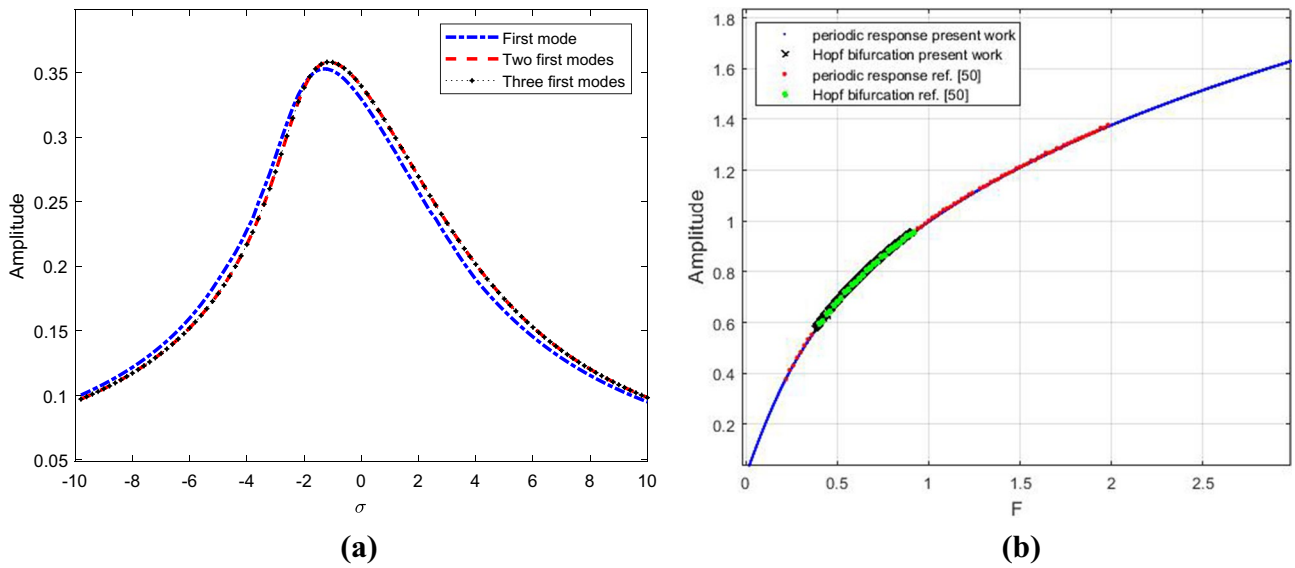 First mode
Two first modes
Three first modes
0.35
0.3
0.25
0.2
0.15
0.1
0.05
Amplitude
-10 -8 -6 -4 -2 0 2 4 6 8 10
σ
(a)
periodic response present work
Hopf bifurcation present work
periodic response ref. [50]
Hopf bifurcation ref. [50]
1.8
1.6
1.4
1.2
1
0.8
0.6
0.4
0.2
Amplitude
0 0.5 1 1.5 2 2.5
F
(b)